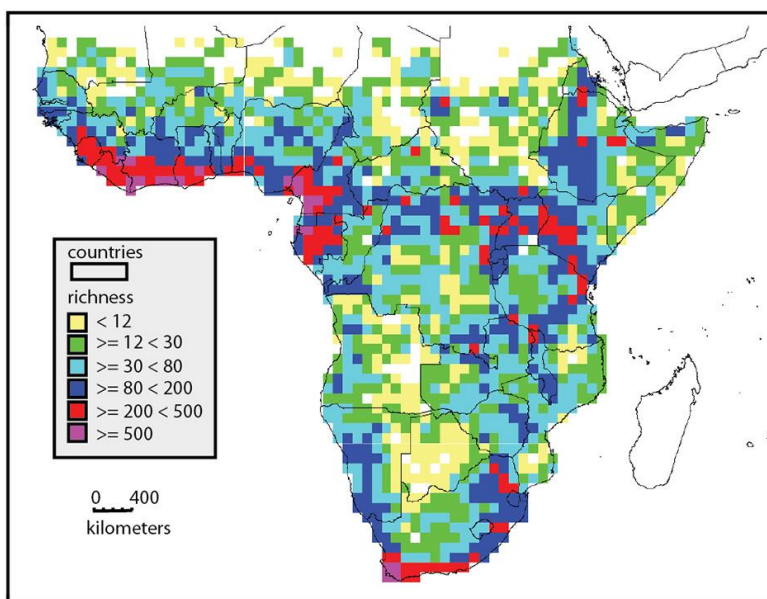 countries
richness
< 12
>= 12 < 30
>= 30 < 80
>= 80 < 200
>= 200 < 500
>= 500
0 400
kilometers